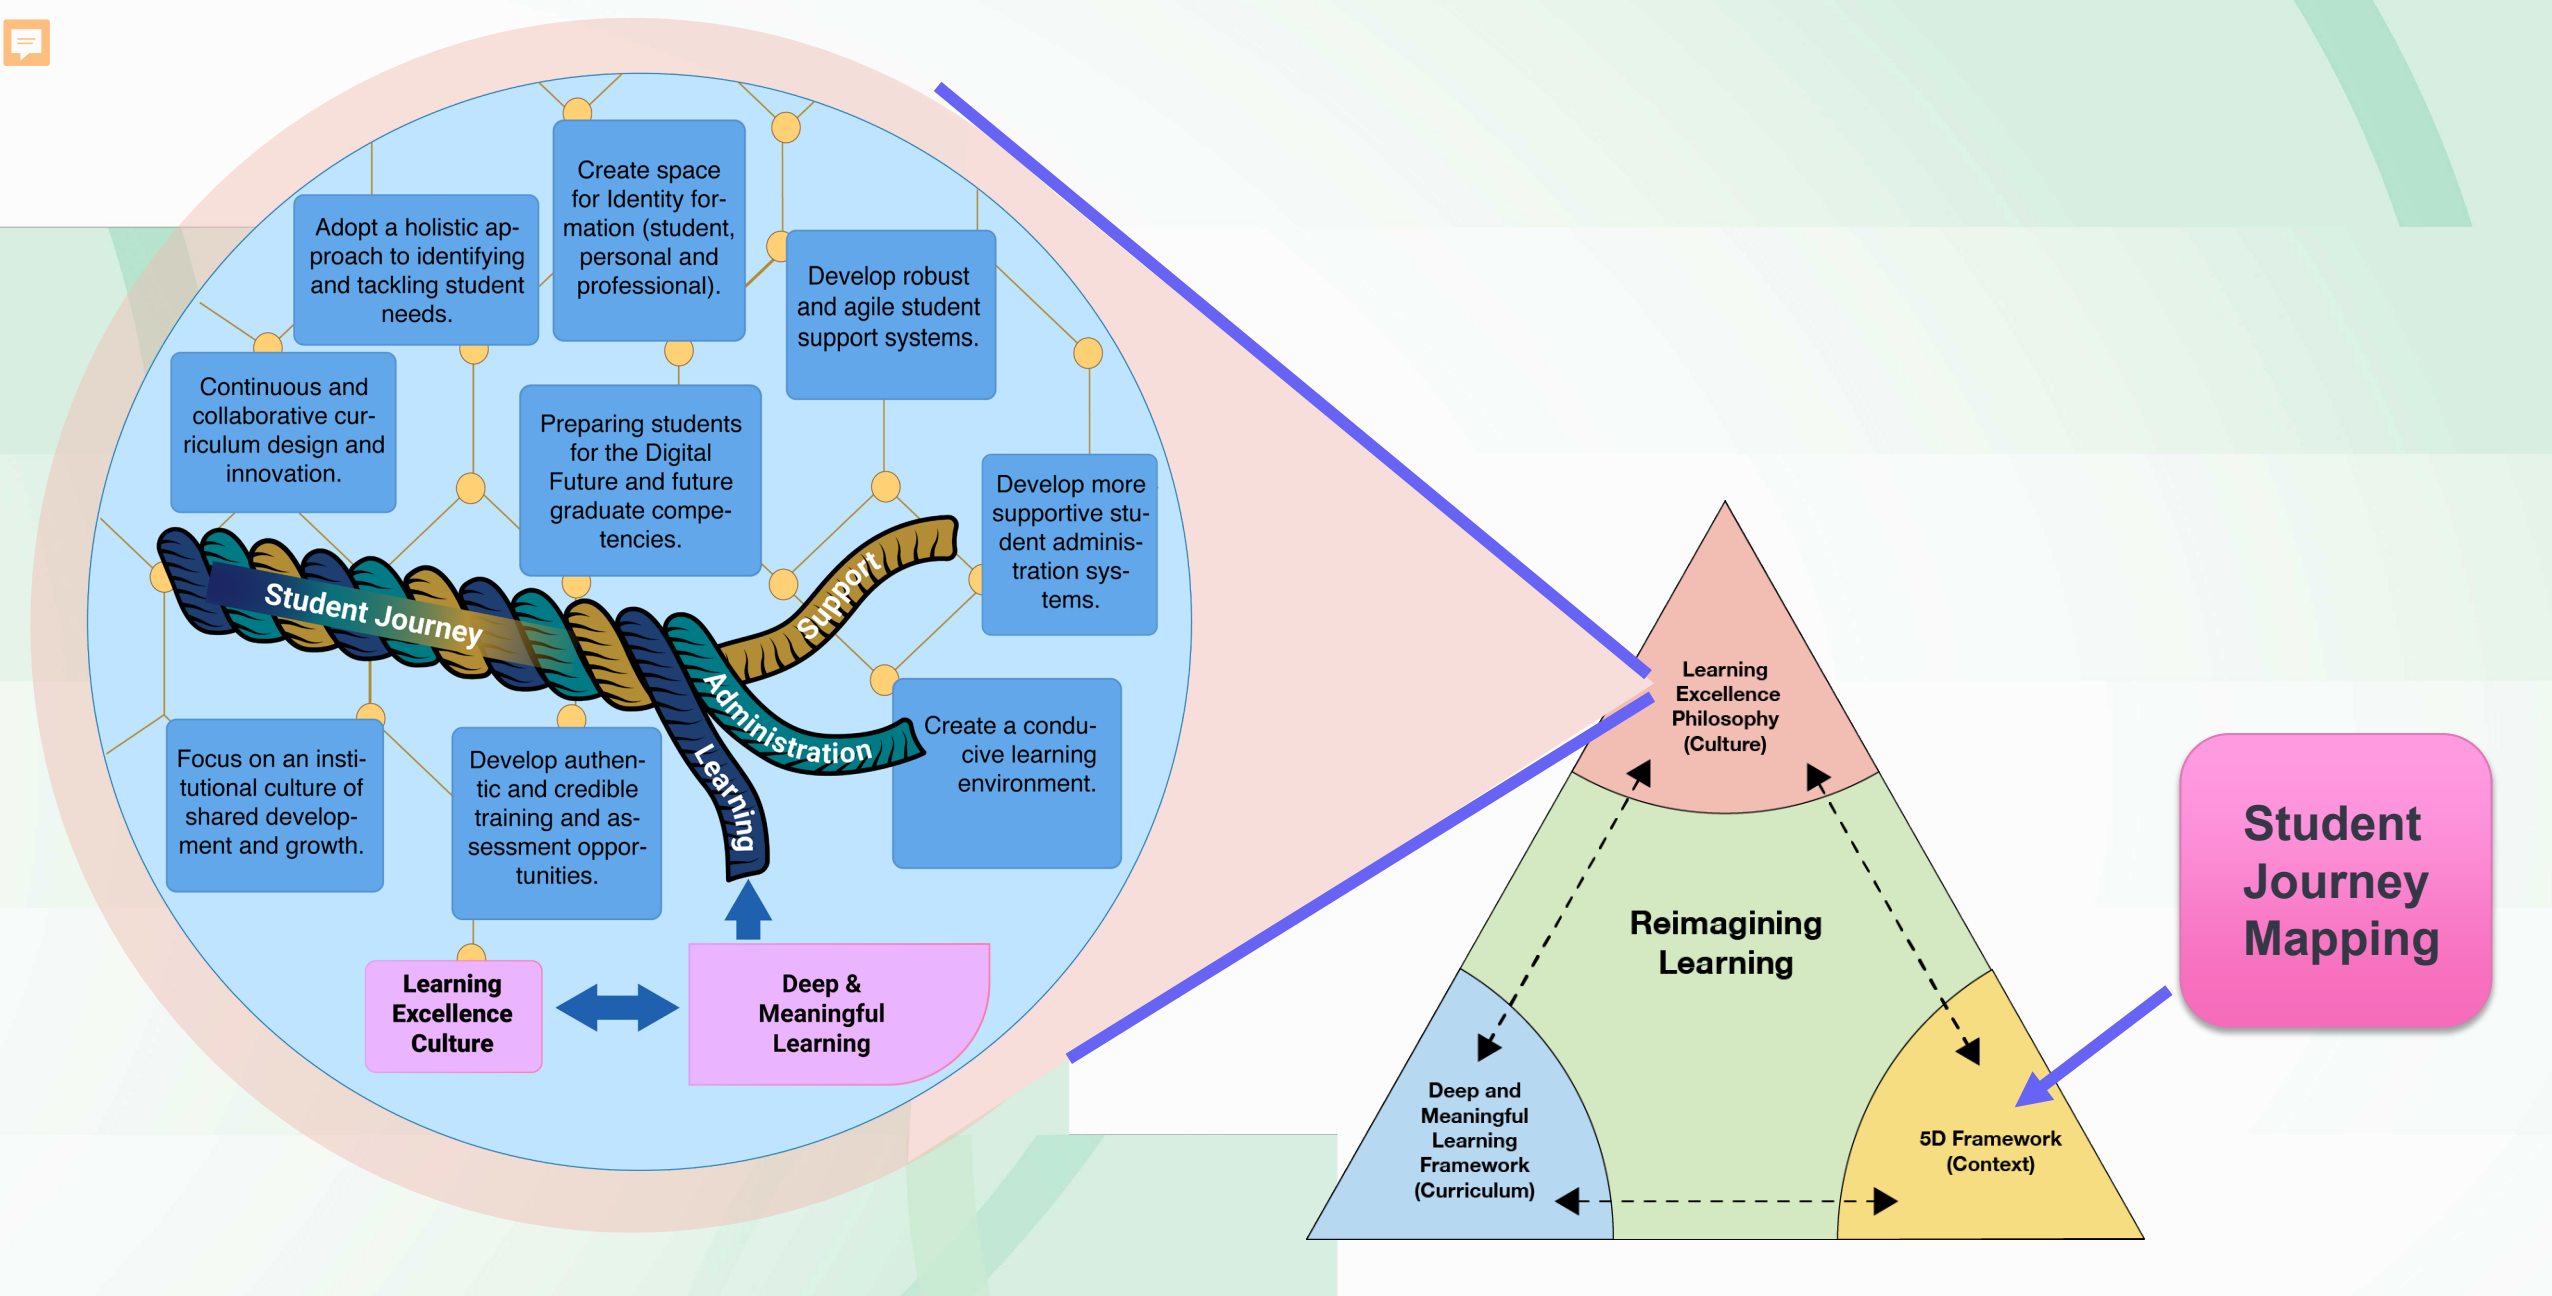 Create space
for Identity for-
mation (student,
personal and
professional).
Adopt a holistic ap-
proach to identifying
and tackling student
needs.
Develop robust
and agile student
support systems.
Continuous and
collaborative cur-
riculum design and
innovation.
Preparing students
for the Digital
Future and future
graduate compe-
tencies.
Develop more
supportive stu-
dent adminis-
tration sys-
tems.
Student Journey
Support
Administration
Learning
Create a condu-
cive learning
environment.
Focus on an insti-
tutional culture of
shared develop-
ment and growth.
Develop authen-
tic and credible
training and as-
sessment oppor-
tunities.
Learning
Excellence
Culture
Deep &
Meaningful
Learning
Learning
Excellence
Philosophy
(Culture)
Reimagining
Learning
Deep and
Meaningful
Learning
Framework
(Curriculum)
5D Framework
(Context)
Student
Journey
Mapping